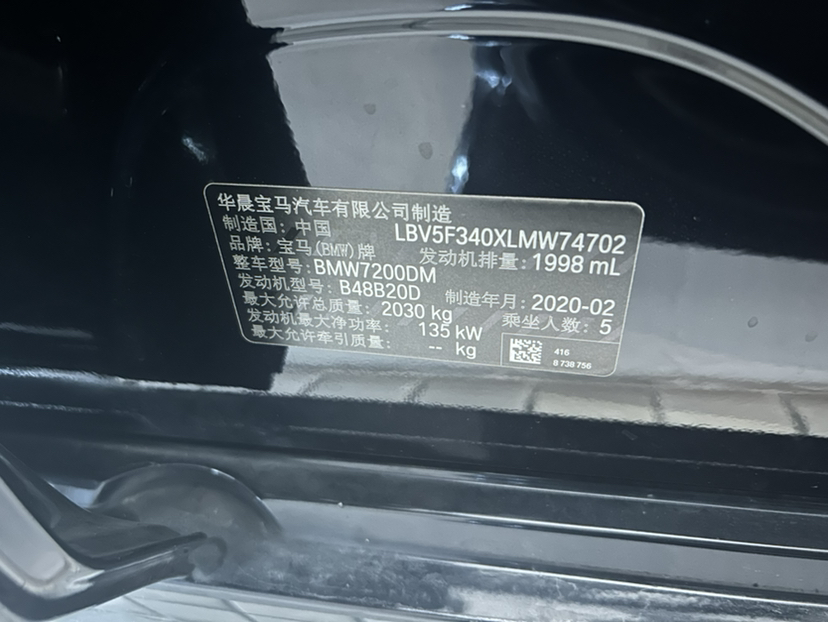 华晨宝马汽车有限公司制造
制造国：中国 LBV5F340XLMW74702
品牌：宝马(BMW)牌 发动机排量：1998 mL
整车型号：BMW7200DM
发动机型号：B48B20D 制造年月：2020-02
最大允许总质量：2030 kg 乘坐人数：5
发动机最大净功率：135 kW
最大允许牵引质量：-- kg
416
8 738 756